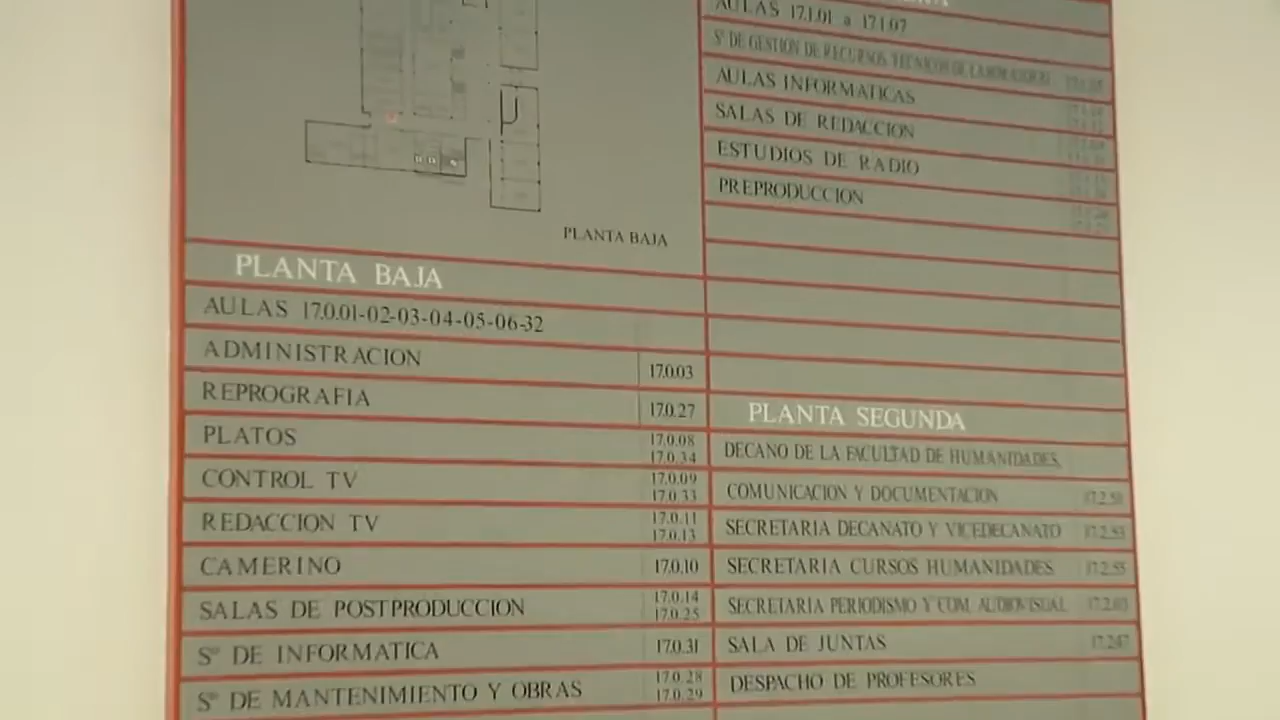 PLANTA BAJA
PLANTA BAJA
AULAS 17.0.01-02-03-04-05-06-32
ADMINISTRACION 17.0.03
REPROGRAFIA 17.0.27
PLATOS 17.0.08
17.0.34
CONTROL TV 17.0.09
17.0.33
REDACCION TV 17.0.11
17.0.13
CAMERINO 17.0.10
SALAS DE POSTPRODUCCION 17.0.14
17.0.25
Sº DE INFORMATICA 17.0.31
Sº DE MANTENIMIENTO Y OBRAS 17.0.28
17.0.29
AULAS 17.1.01 a 17.1.07
Sº DE GESTION DE RECURSOS TECNICOS DE
AULAS INFORMATICAS
SALAS DE REDACCION
ESTUDIOS DE RADIO
PREPRODUCCION
PLANTA SEGUNDA
DECANO DE LA FACULTAD DE HUMANIDADES,
COMUNICACION Y DOCUMENTACION
SECRETARIA DECANATO Y VICEDECANATO 17.2.53
SECRETARIA CURSOS HUMANIDADES 17.2.55
SECRETARIA PERIODISMO Y COM. AUDIOVISUAL
SALA DE JUNTAS
DESPACHO DE PROFESORES